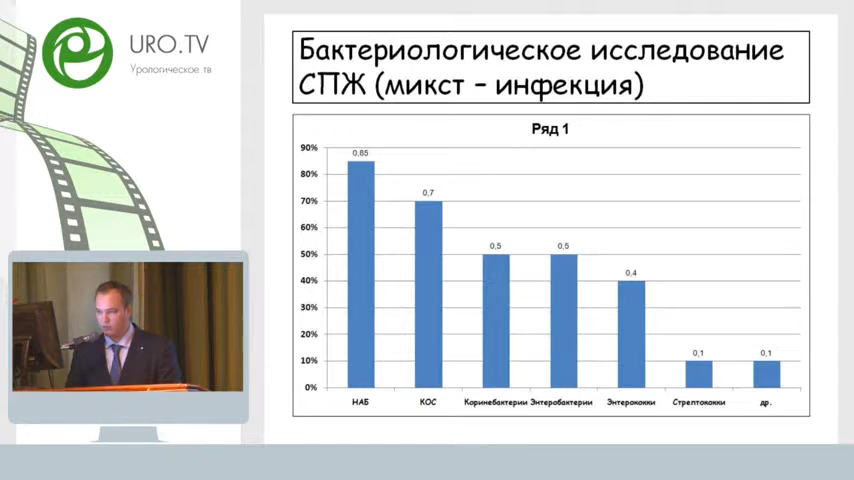 URO.TV
Урологическое тв
Бактериологическое исследование
СПЖ (микст – инфекция)
Ряд 1
90%
80%
70%
60%
50%
40%
30%
20%
10%
0%
0,85
0,7
0,5
0,5
0,4
0,1
0,1
НАБ
КОС
Коринебактерии
Энтеробактерии
Энтерококки
Стрептококки
др.